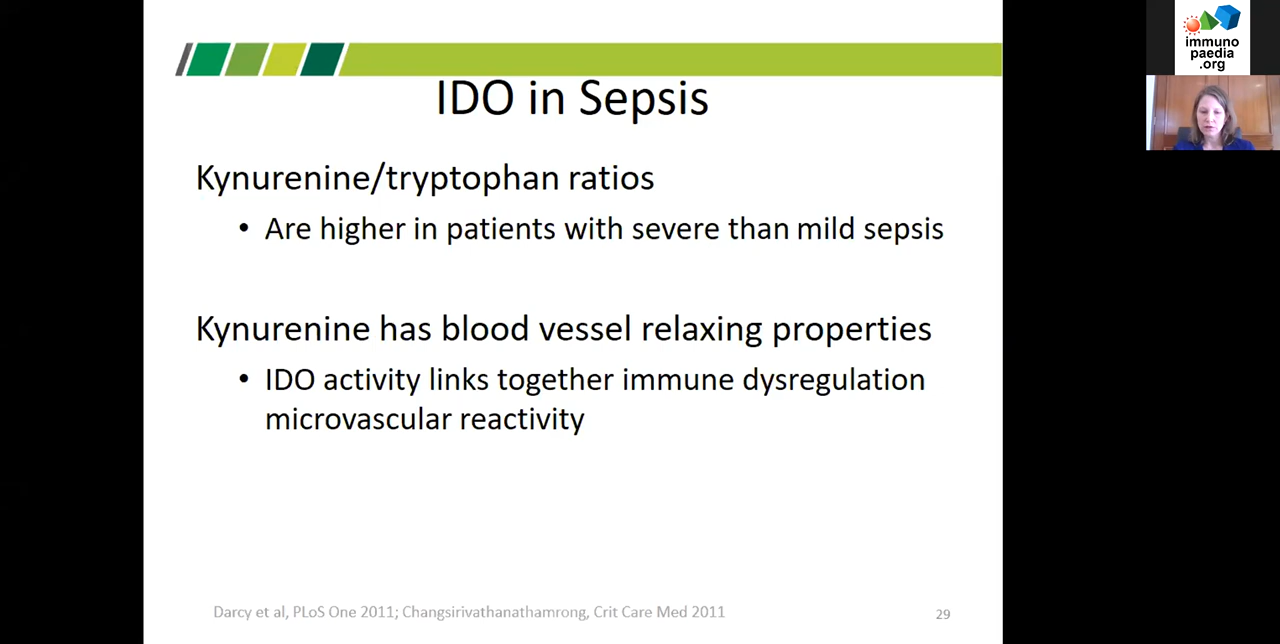 IDO in Sepsis
Kynurenine/tryptophan ratios
• Are higher in patients with severe than mild sepsis
Kynurenine has blood vessel relaxing properties
• IDO activity links together immune dysregulation
microvascular reactivity
Darcy et al, PLoS One 2011; Changsirivathanathamrong, Crit Care Med 2011
29
immuno
paedia
.org